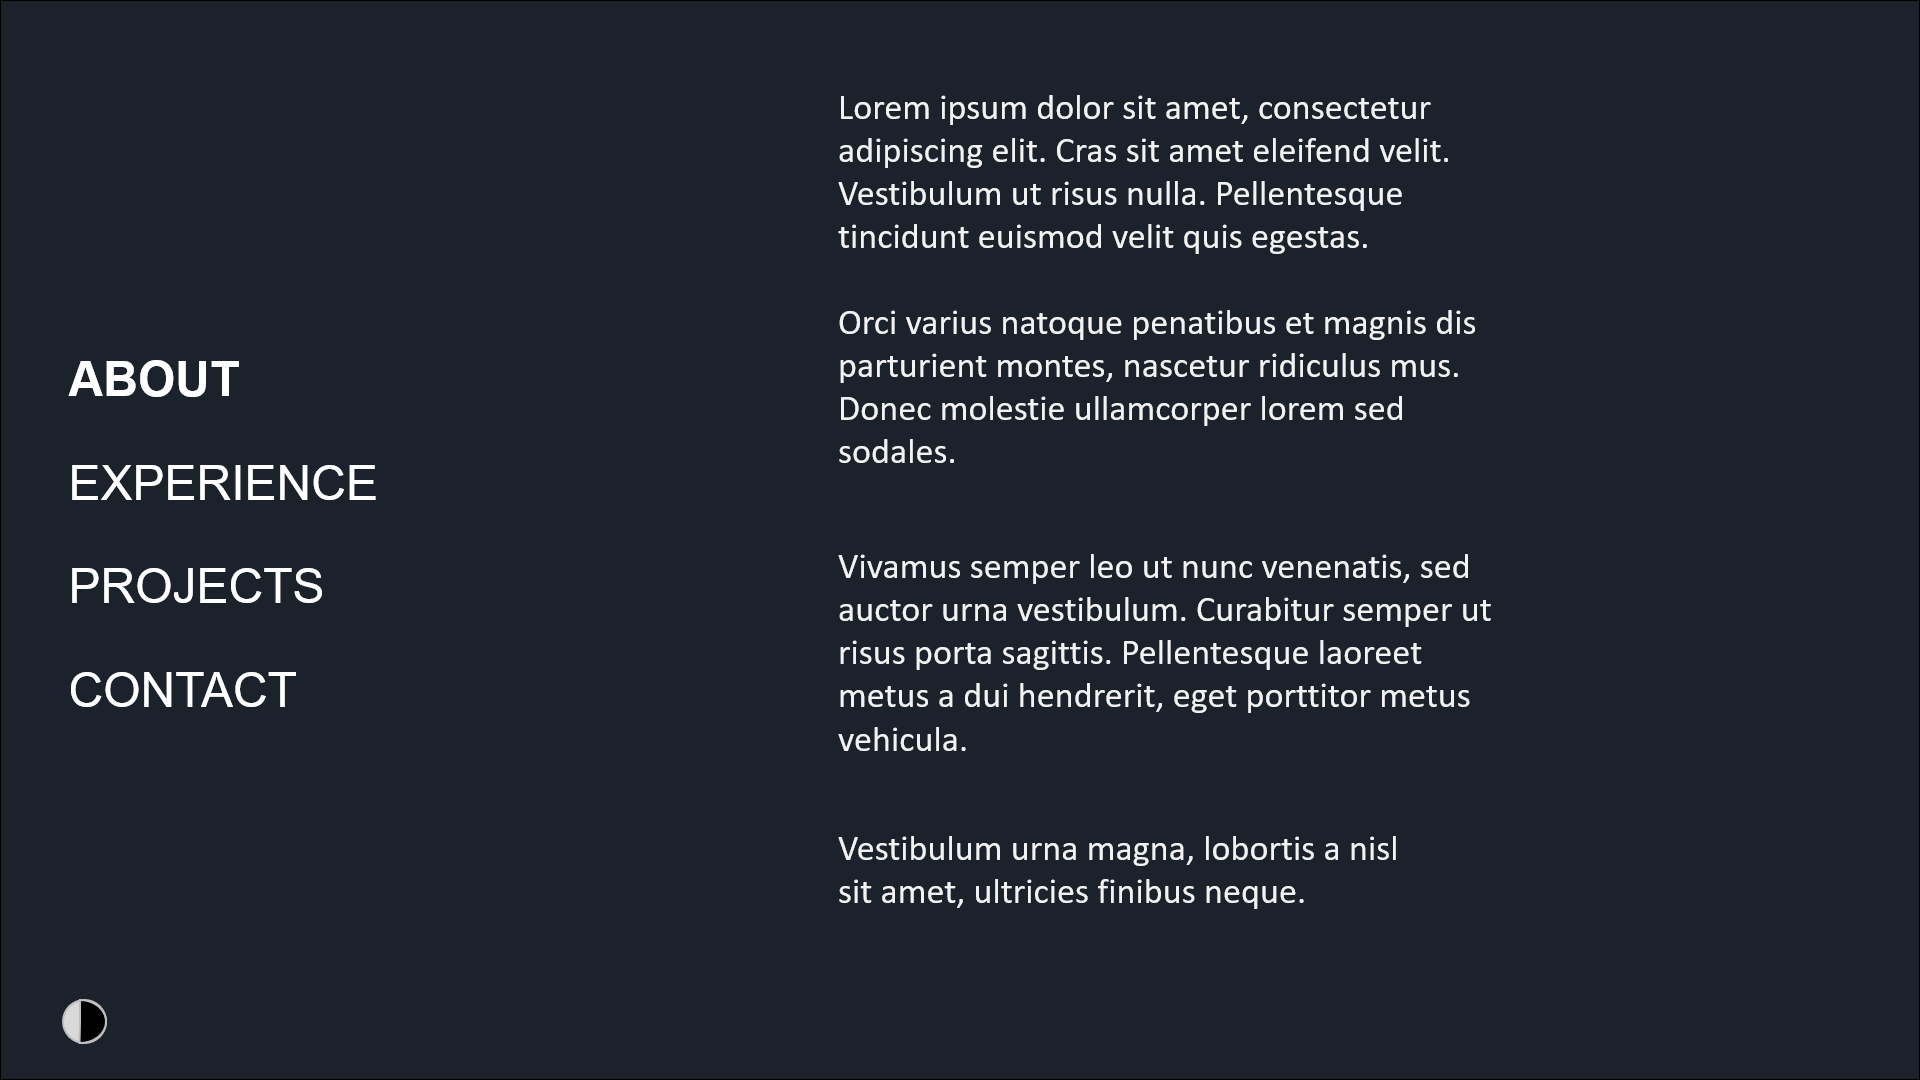 ABOUT
EXPERIENCE
PROJECTS
CONTACT
Lorem ipsum dolor sit amet, consectetur
adipiscing elit. Cras sit amet eleifend velit.
Vestibulum ut risus nulla. Pellentesque
tincidunt euismod velit quis egestas.
Orci varius natoque penatibus et magnis dis
parturient montes, nascetur ridiculus mus.
Donec molestie ullamcorper lorem sed
sodales.
Vivamus semper leo ut nunc venenatis, sed
auctor urna vestibulum. Curabitur semper ut
risus porta sagittis. Pellentesque laoreet
metus a dui hendrerit, eget porttitor metus
vehicula.
Vestibulum urna magna, lobortis a nisl
sit amet, ultricies finibus neque.